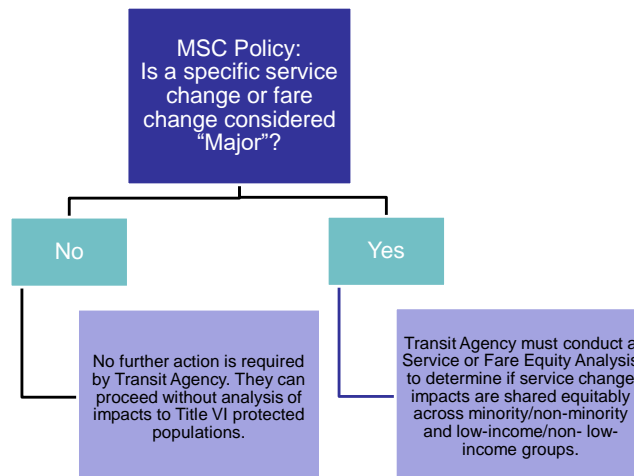 MSC Policy:
Is a specific service
change or fare
change considered
“Major”?
No
Yes
No further action is required
by Transit Agency. They can
proceed without analysis of
impacts to Title VI protected
populations.
Transit Agency must conduct a
Service or Fare Equity Analysis
to determine if service change
impacts are shared equitably
across minority/non-minority
and low-income/non- low-
income groups.